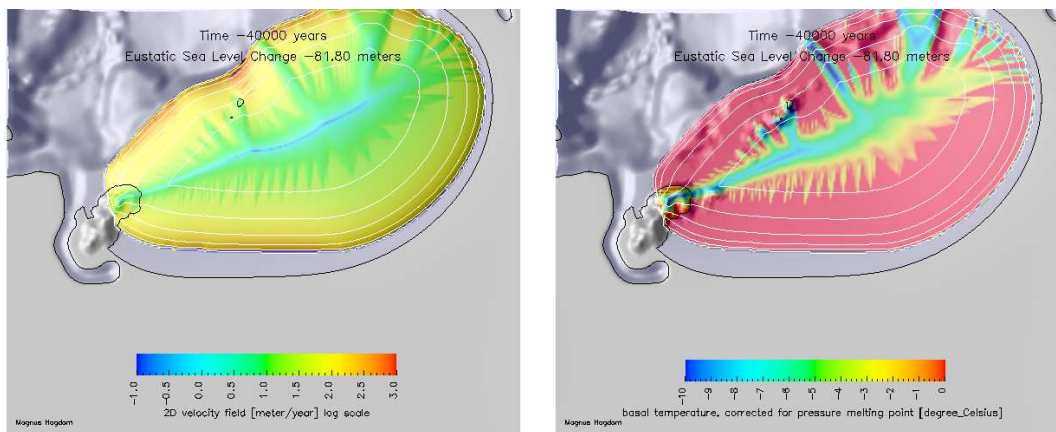 Time -40000 years
Eustatic Sea Level Change -81.80 meters
-1.0 -0.5 0.0 0.5 1.0 1.5 2.0 2.5 3.0
2D velocity field [meter/year] log scale
Magnus Hagdorn
Time -40000 years
Eustatic Sea Level Change -81.80 meters
-10 -9 -8 -7 -6 -5 -4 -3 -2 -1 0
basal temperature, corrected for pressure melting point [degree_Celsius]
Magnus Hagdorn